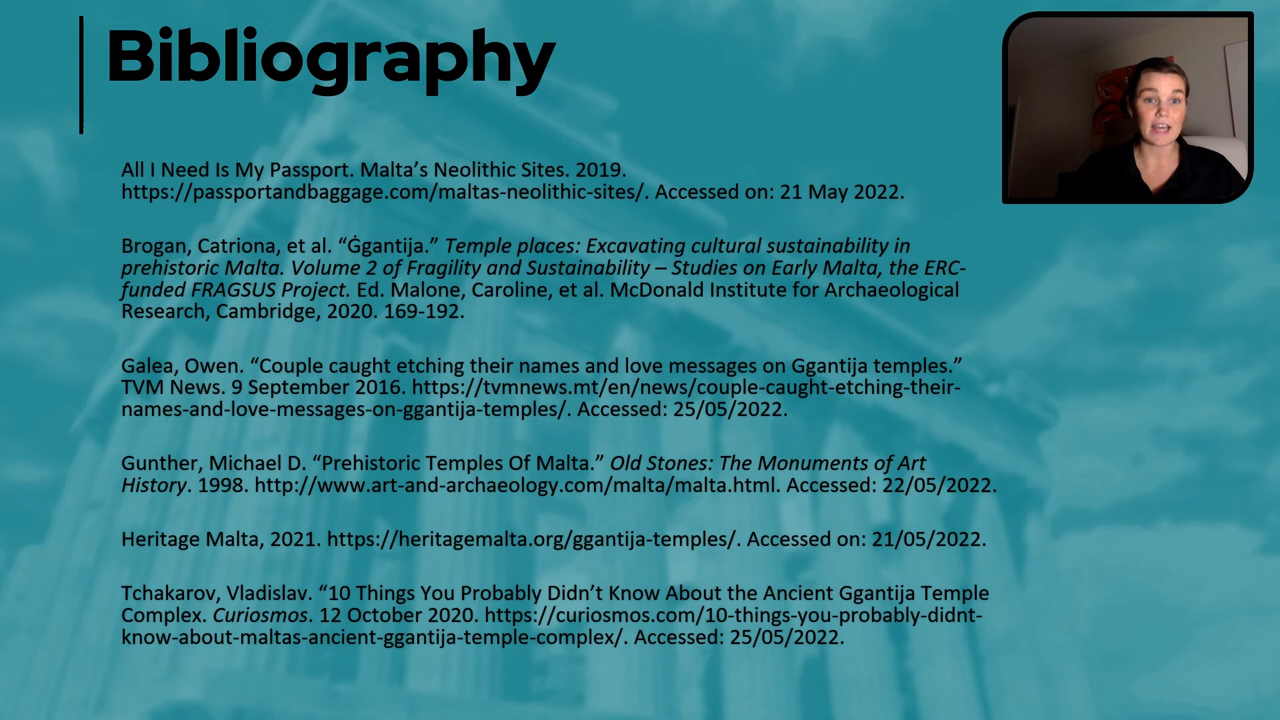 Bibliography
All I Need Is My Passport. Malta’s Neolithic Sites. 2019.
https://passportandbaggage.com/maltas-neolithic-sites/. Accessed on: 21 May 2022.
Brogan, Catriona, et al. “Ġgantija.” Temple places: Excavating cultural sustainability in
prehistoric Malta. Volume 2 of Fragility and Sustainability – Studies on Early Malta, the ERC-
funded FRAGSUS Project. Ed. Malone, Caroline, et al. McDonald Institute for Archaeological
Research, Cambridge, 2020. 169-192.
Galea, Owen. “Couple caught etching their names and love messages on Ggantija temples.”
TVM News. 9 September 2016. https://tvmnews.mt/en/news/couple-caught-etching-their-
names-and-love-messages-on-ggantija-temples/. Accessed: 25/05/2022.
Gunther, Michael D. “Prehistoric Temples Of Malta.” Old Stones: The Monuments of Art
History. 1998. http://www.art-and-archaeology.com/malta/malta.html. Accessed: 22/05/2022.
Heritage Malta, 2021. https://heritagemalta.org/ggantija-temples/. Accessed on: 21/05/2022.
Tchakarov, Vladislav. “10 Things You Probably Didn’t Know About the Ancient Ggantija Temple
Complex. Curiosmos. 12 October 2020. https://curiosmos.com/10-things-you-probably-didnt-
know-about-maltas-ancient-ggantija-temple-complex/. Accessed: 25/05/2022.